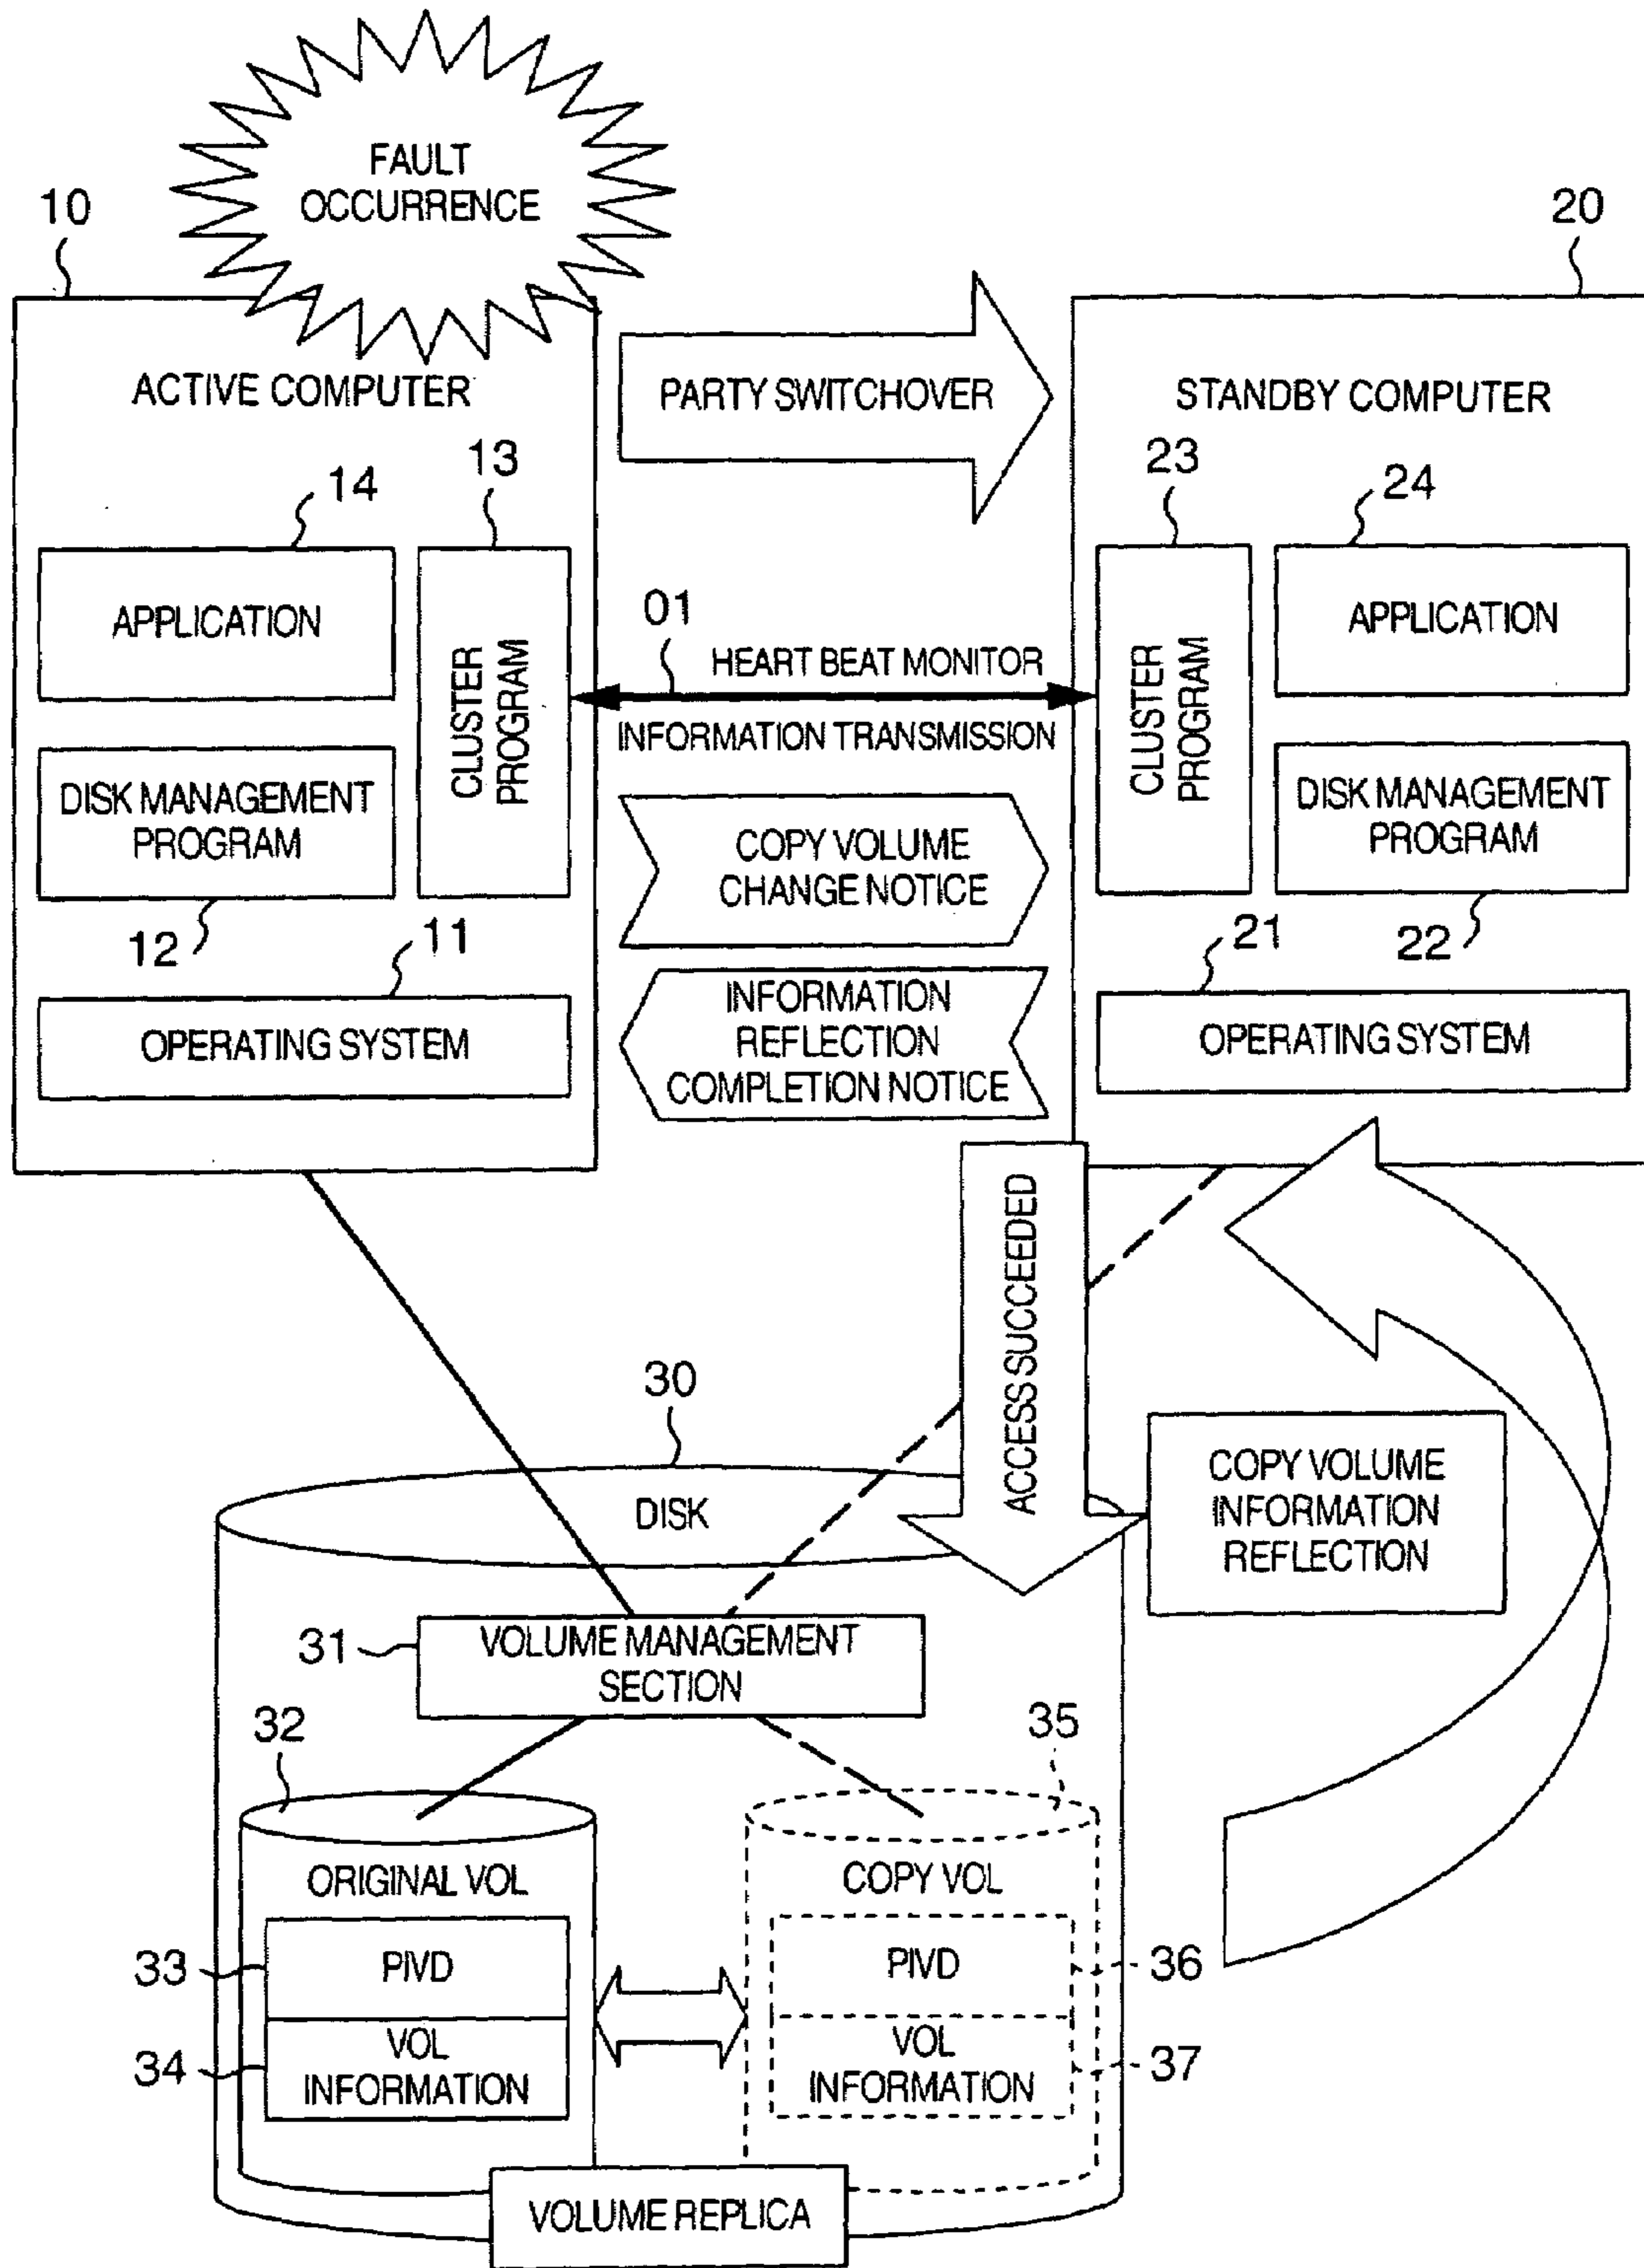 FAULT
OCCURRENCE
10
20
ACTIVE COMPUTER
PARTY SWITCHOVER
STANDBY COMPUTER
14
13
23
24
APPLICATION
CLUSTER
PROGRAM
01
HEART BEAT MONITOR
INFORMATION TRANSMISSION
CLUSTER
PROGRAM
APPLICATION
DISK MANAGEMENT
PROGRAM
COPY VOLUME
CHANGE NOTICE
DISK MANAGEMENT
PROGRAM
12
11
21
22
OPERATING SYSTEM
INFORMATION
REFLECTION
COMPLETION NOTICE
OPERATING SYSTEM
ACCESS SUCCEEDED
30
DISK
COPY VOLUME
INFORMATION
REFLECTION
31
VOLUME MANAGEMENT
SECTION
32
35
ORIGINAL VOL
COPY VOL
33
PIVD
PIVD
36
34
VOL
INFORMATION
VOL
INFORMATION
37
VOLUME REPLICA